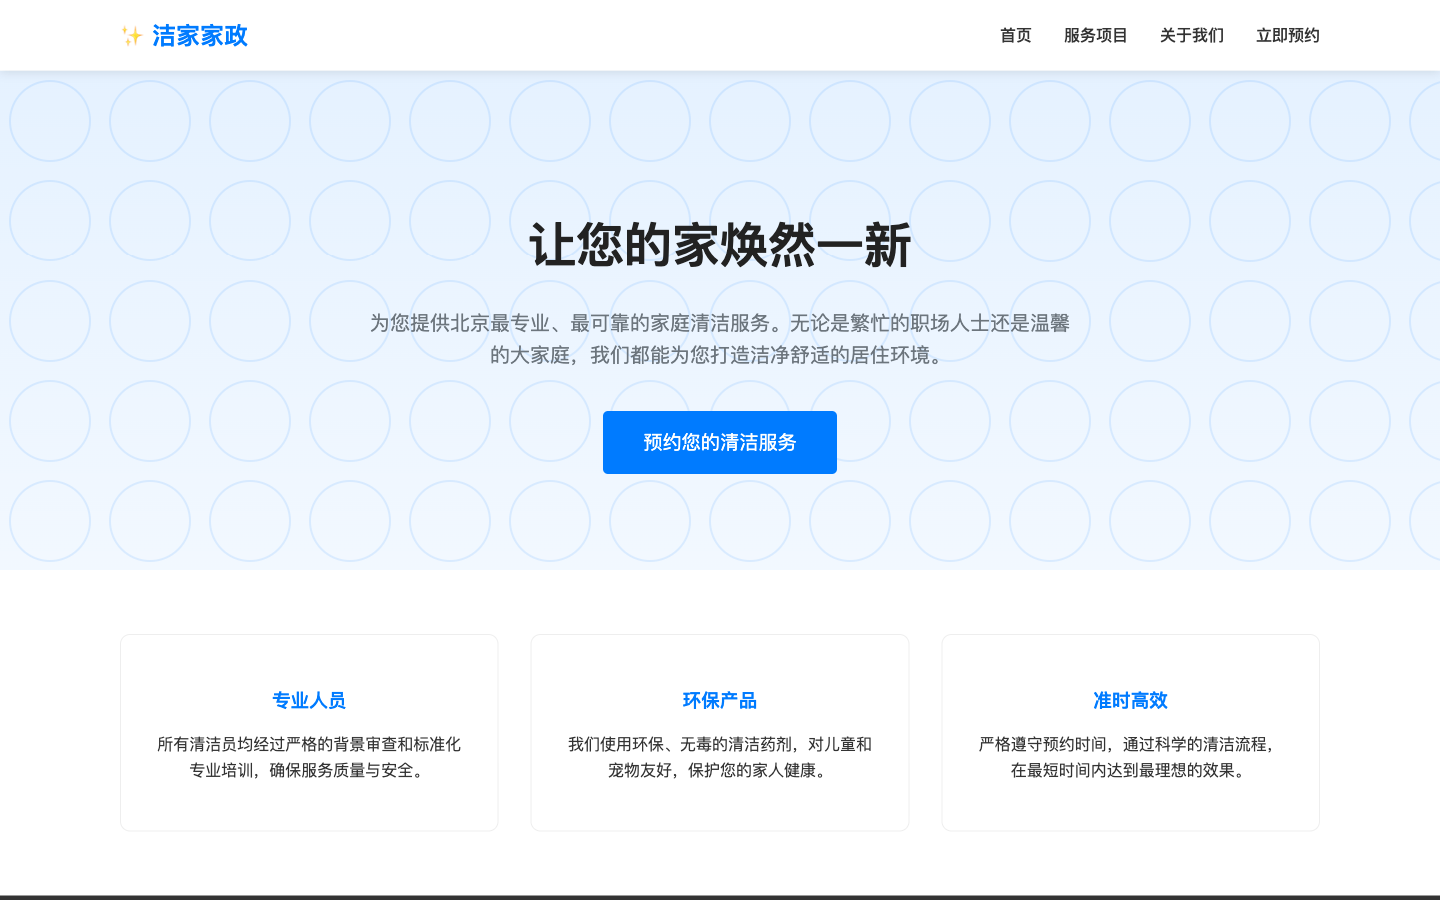 ✨ 洁家家政
首页 服务项目 关于我们 立即预约
让您的家焕然一新
为您提供北京最专业、最可靠的家庭清洁服务。无论是繁忙的职场人士还是温馨
的大家庭，我们都能为您打造洁净舒适的居住环境。
预约您的清洁服务
专业人员
所有清洁员均经过严格的背景审查和标准化
专业培训，确保服务质量与安全。
环保产品
我们使用环保、无毒的清洁药剂，对儿童和
宠物友好，保护您的家人健康。
准时高效
严格遵守预约时间，通过科学的清洁流程，
在最短时间内达到最理想的效果。